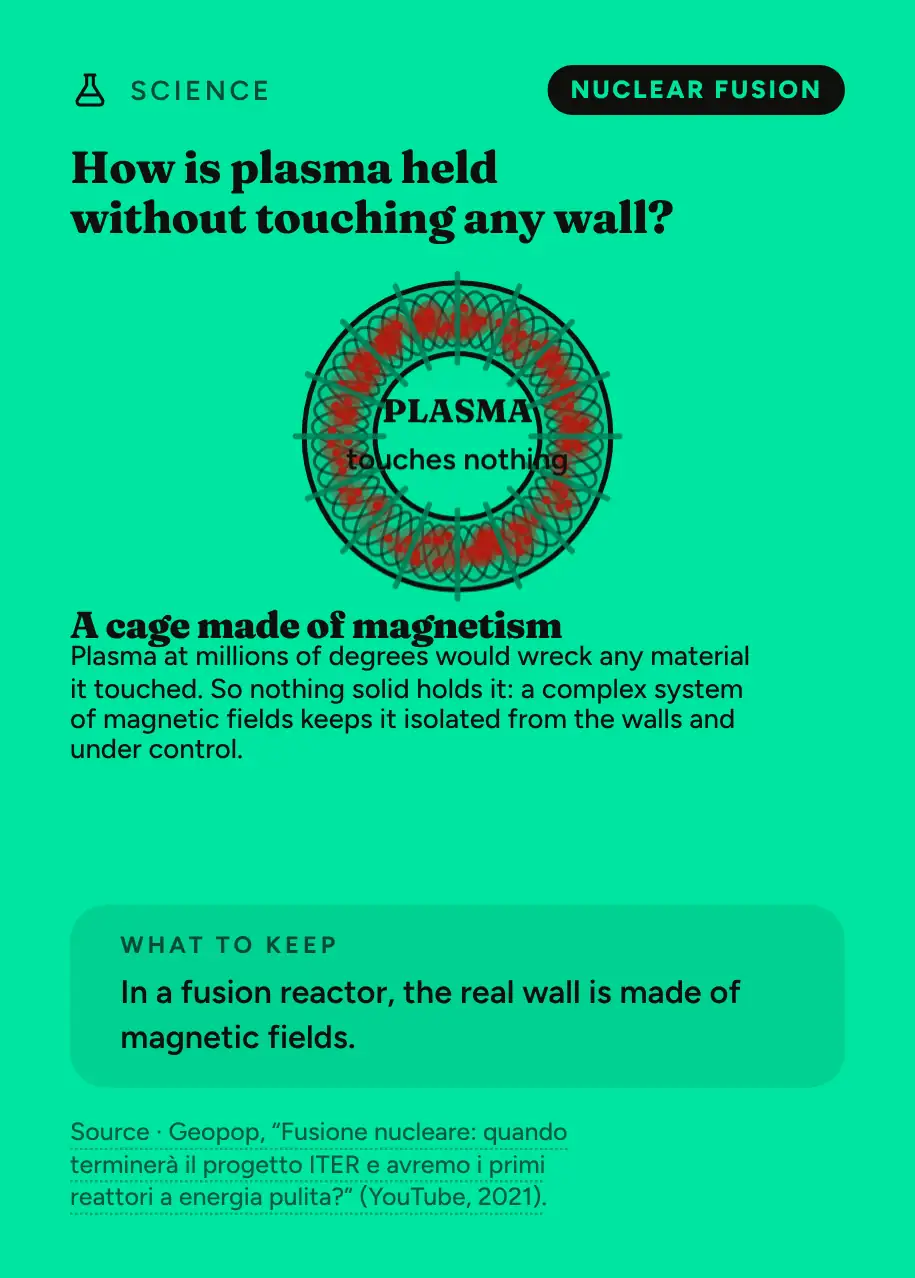 SCIENCE
NUCLEAR FUSION
How is plasma held
without touching any wall?
PLASMA
touches nothing
A cage made of magnetism
Plasma at millions of degrees would wreck any material
it touched. So nothing solid holds it: a complex system
of magnetic fields keeps it isolated from the walls and
under control.
WHAT TO KEEP
In a fusion reactor, the real wall is made of
magnetic fields.
Source · Geopop, “Fusione nucleare: quando
terminerà il progetto ITER e avremo i primi
reattori a energia pulita?” (YouTube, 2021).